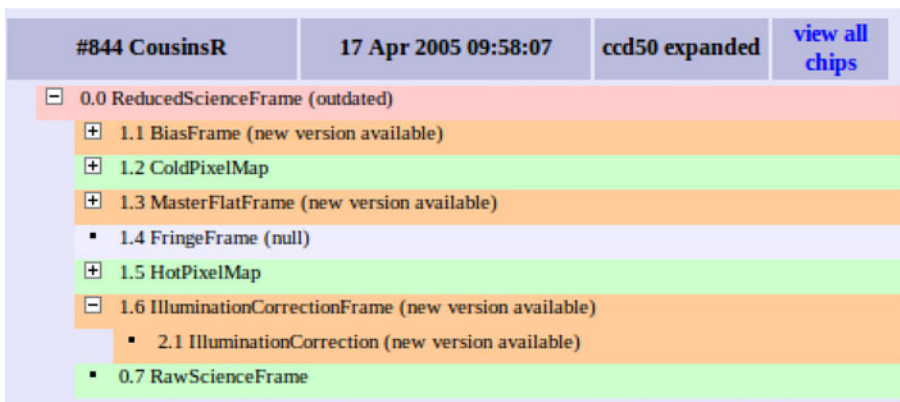 #844 CousinsR 17 Apr 2005 09:58:07 ccd50 expanded view all chips
0.0 ReducedScienceFrame (outdated)
1.1 BiasFrame (new version available)
1.2 ColdPixelMap
1.3 MasterFlatFrame (new version available)
1.4 FringeFrame (null)
1.5 HotPixelMap
1.6 IlluminationCorrectionFrame (new version available)
2.1 IlluminationCorrection (new version available)
0.7 RawScienceFrame